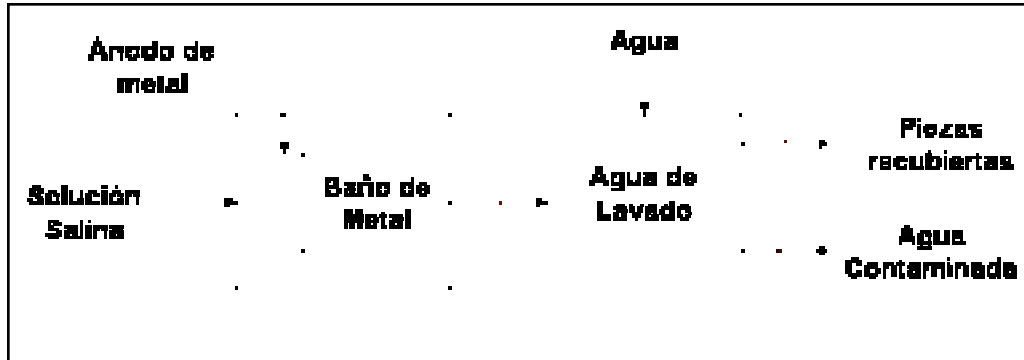 Anodo de
metal
Agua
Piezas
recubiertas
Solución
Salina
Baño de
Metal
Agua de
Lavado
Agua
Contaminada